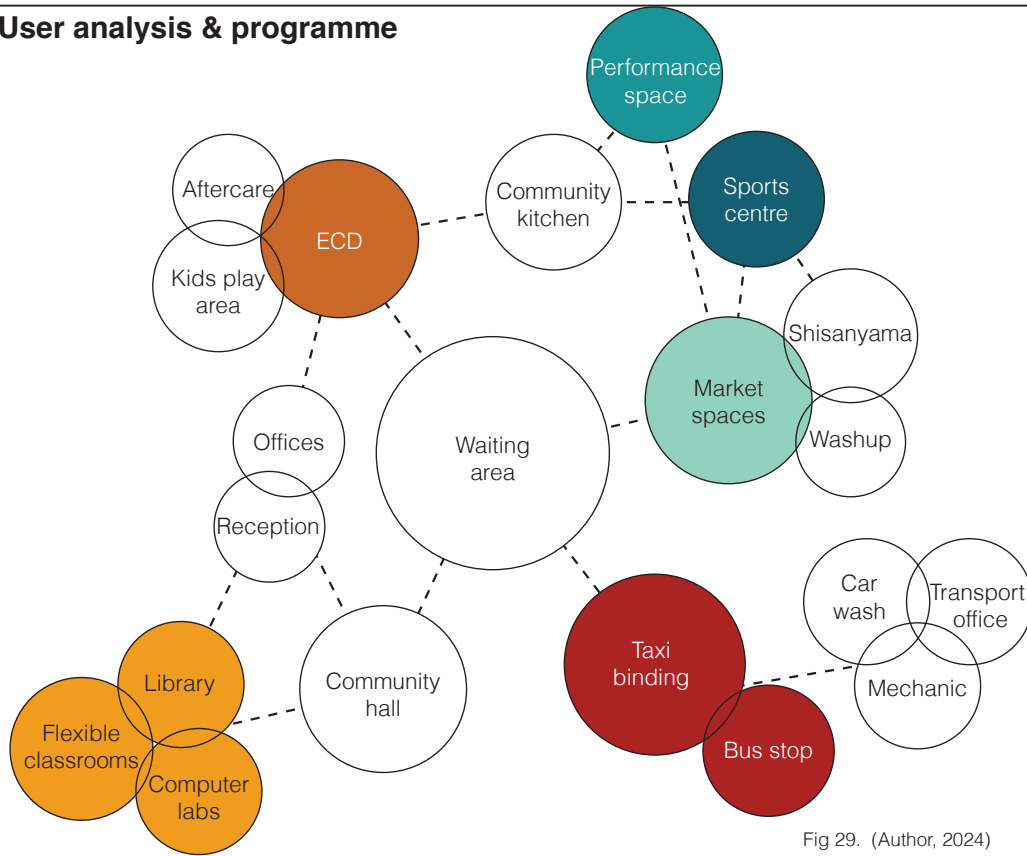 User analysis & programme
Performance
space
Aftercare
ECD
Community
kitchen
Sports
centre
Kids play
area
Shisanyama
Market
spaces
Offices
Waiting
area
Washup
Reception
Car
wash
Transport
office
Taxi
binding
Mechanic
Library
Community
hall
Flexible
classrooms
Computer
labs
Bus stop
Fig 29. (Author, 2024)